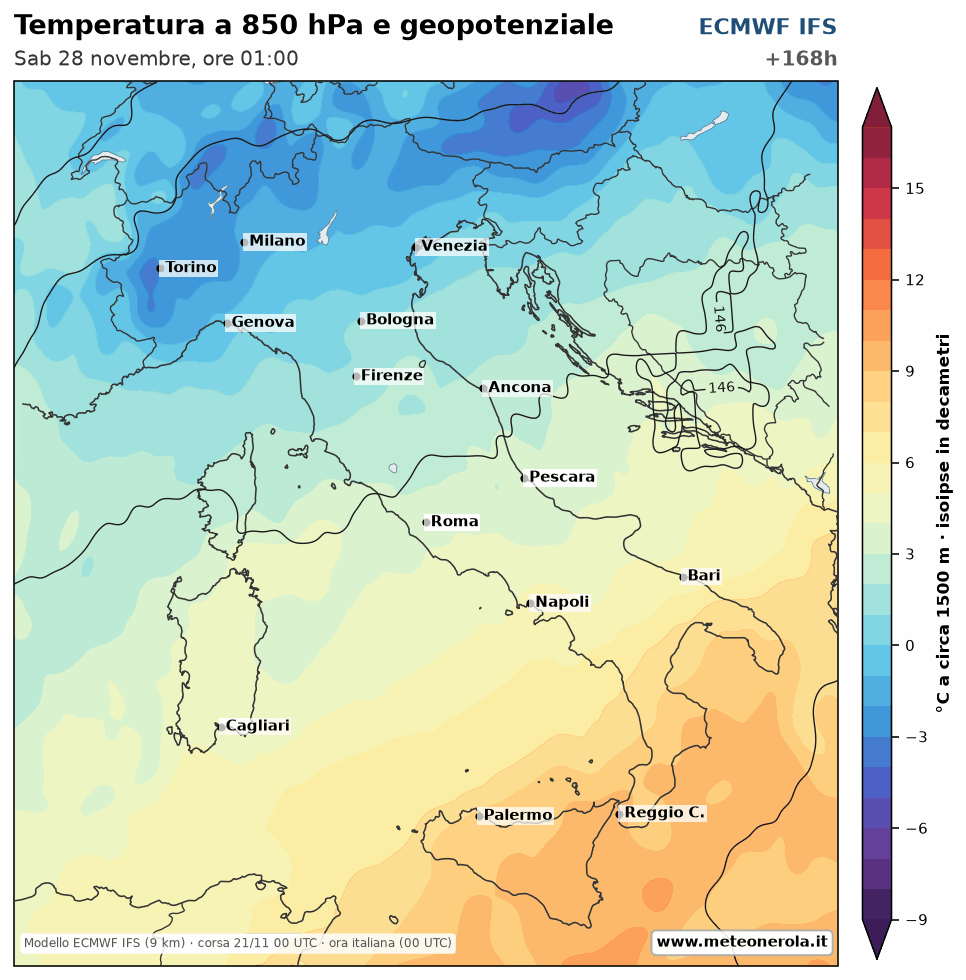 Temperatura a 850 hPa e geopotenziale
ECMWF IFS
Sab 28 novembre, ore 01:00
+168h
Milano
Venezia
Torino
Genova
Bologna
146
Firenze
Ancona
146
Pescara
Roma
Bari
Napoli
Cagliari
Palermo
Reggio C.
15
12
9
6
3
0
−3
−6
−9
°C a circa 1500 m · isoipse in decametri
Modello ECMWF IFS (9 km) · corsa 21/11 00 UTC · ora italiana (00 UTC)
www.meteonerola.it